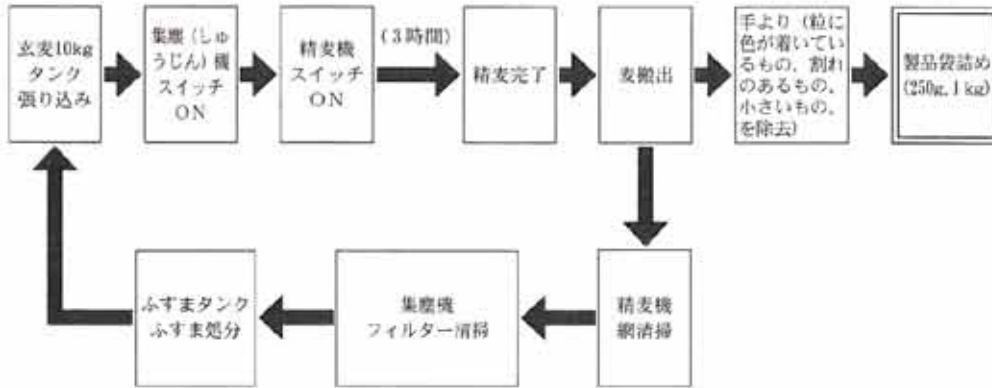 玄麦10kg
タンク
張り込み
集塵(しゅ
うじん)機
スイッチ
ON
精麦機
スイッチ
ON
(3時間)
精麦完了
麦搬出
手より(粒に
色が着いてい
るもの，割れ
のあるもの，
小さいもの，
を除去)
製品袋詰め
(250g,1kg)
ふすまタンク
ふすま処分
集塵機
フィルター清掃
精麦機
網清掃